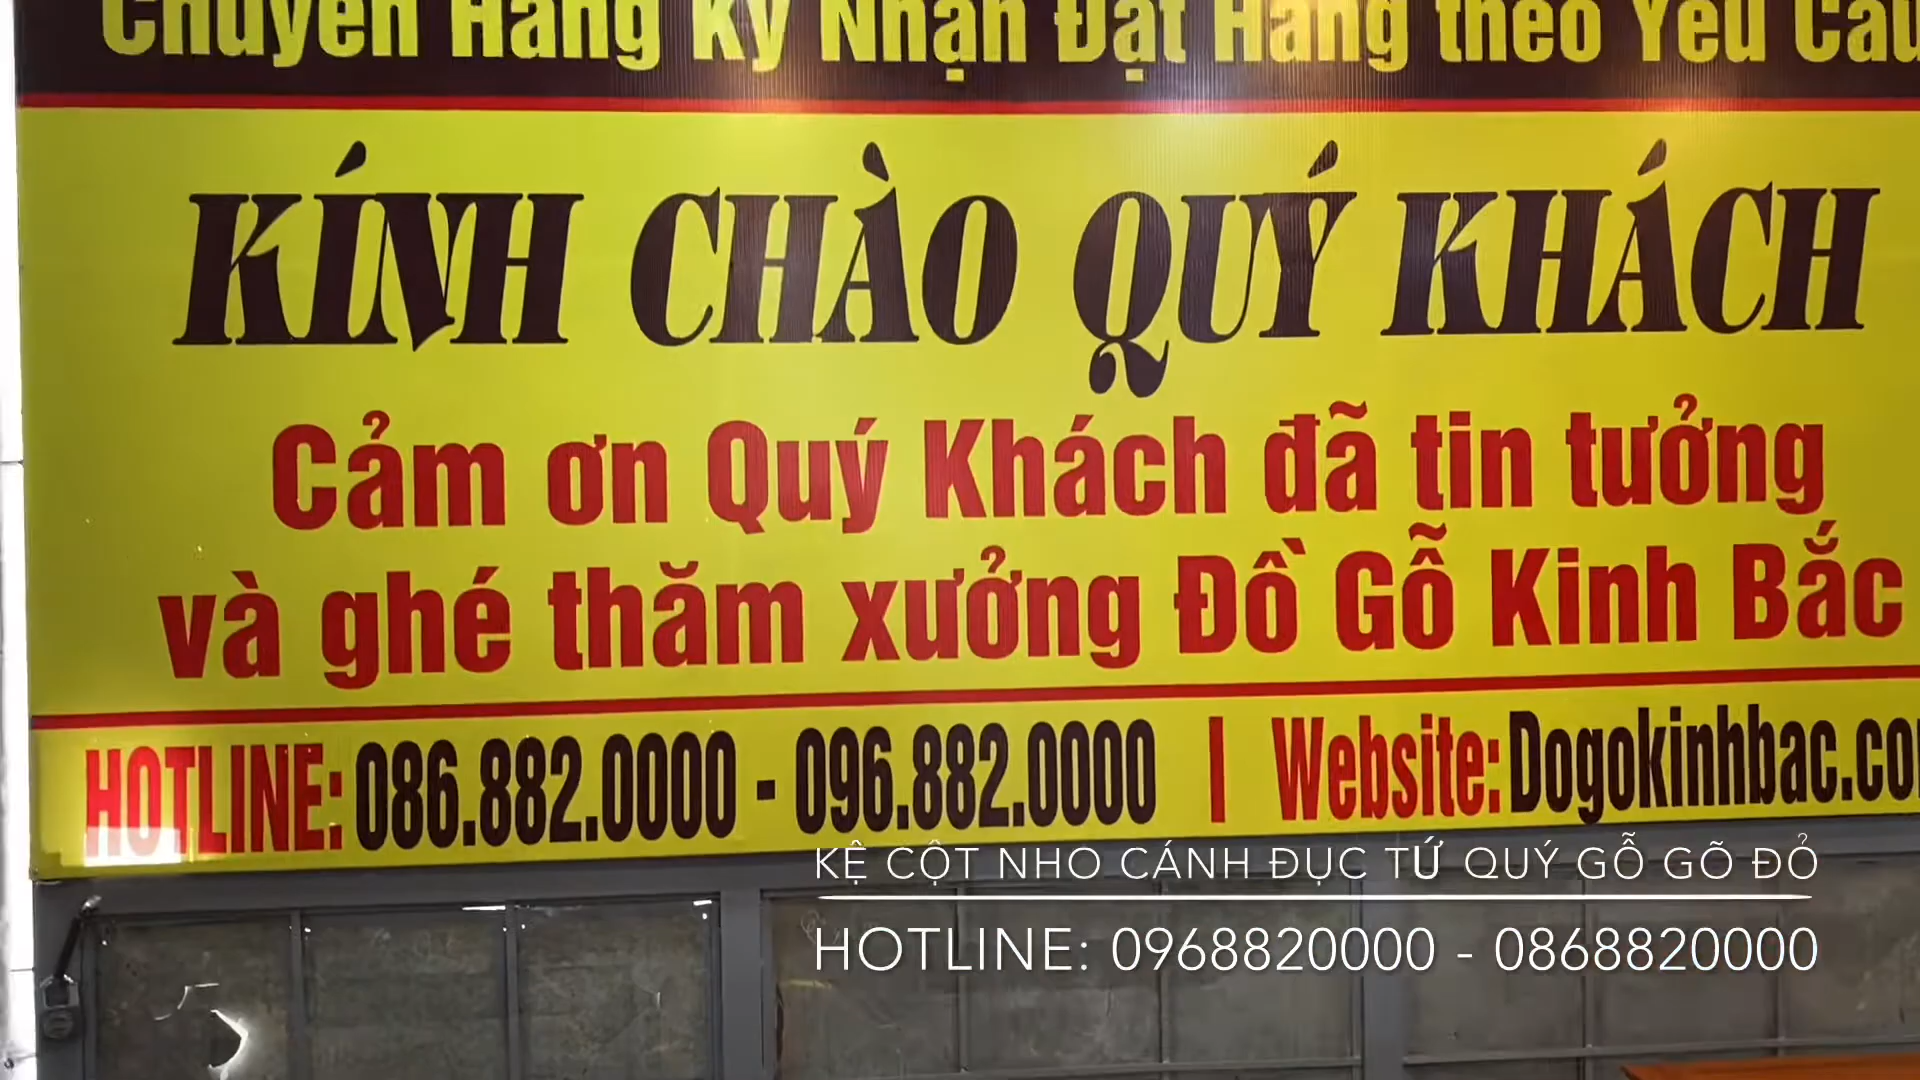 Chuyên Hàng Kỹ Nhận Đặt Hàng theo Yêu Cầu
KÍNH CHÀO QUÝ KHÁCH
Cảm ơn Quý Khách đã tin tưởng
và ghé thăm xưởng Đồ Gỗ Kinh Bắc
HOTLINE: 086.882.0000 - 096.882.0000 | Website: Dogokinhbac.co
KỆ CỘT NHO CÁNH ĐỤC TỨ QUÝ GỖ GÕ ĐỎ
HOTLINE: 0968820000 - 0868820000